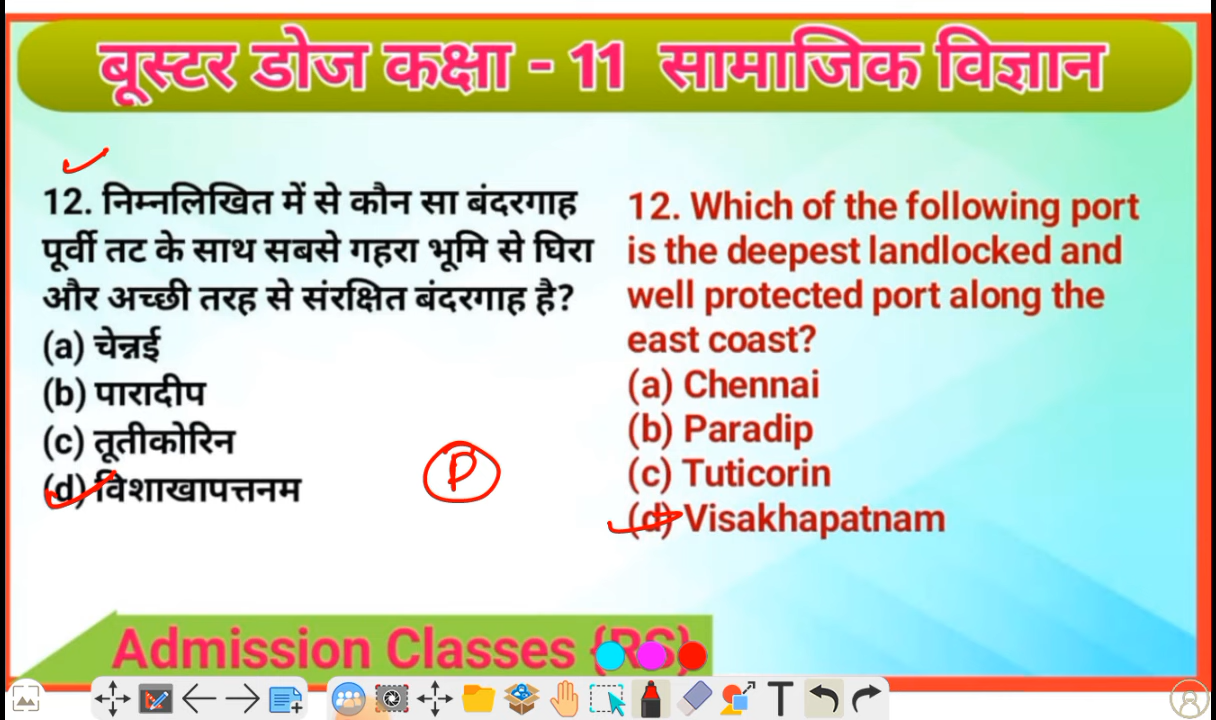 बूस्टर डोज कक्षा - 11 सामाजिक विज्ञान
12. निम्नलिखित में से कौन सा बंदरगाह
पूर्वी तट के साथ सबसे गहरा भूमि से घिरा
और अच्छी तरह से संरक्षित बंदरगाह है?
(a) चेन्नई
(b) पारादीप
(c) तूतीकोरिन
(d) विशाखापत्तनम
D
12. Which of the following port
is the deepest landlocked and
well protected port along the
east coast?
(a) Chennai
(b) Paradip
(c) Tuticorin
(d) Visakhapatnam
Admission Classes {RS}